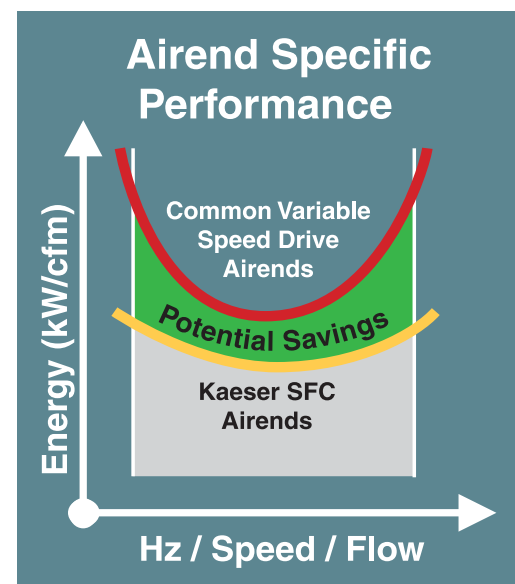 Airend Specific
Performance
Energy (kW/cfm)
Common Variable
Speed Drive
Airends
Potential Savings
Kaeser SFC
Airends
Hz / Speed / Flow